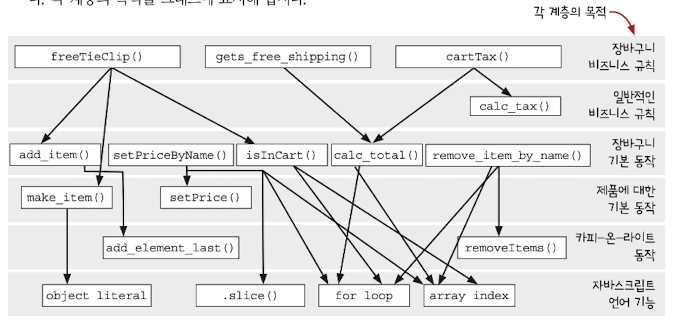 각 계층의 목적
freeTieClip()
gets_free_shipping()
cartTax()
장바구니
비즈니스 규칙
calc_tax()
일반적인
비즈니스 규칙
add_item()
setPriceByName()
isInCart()
calc_total()
remove_item_by_name()
장바구니
기본 동작
make_item()
setPrice()
제품에 대한
기본 동작
add_element_last()
removeItems()
카피-온-라이트
동작
object literal
.slice()
for loop
array index
자바스크립트
언어 기능